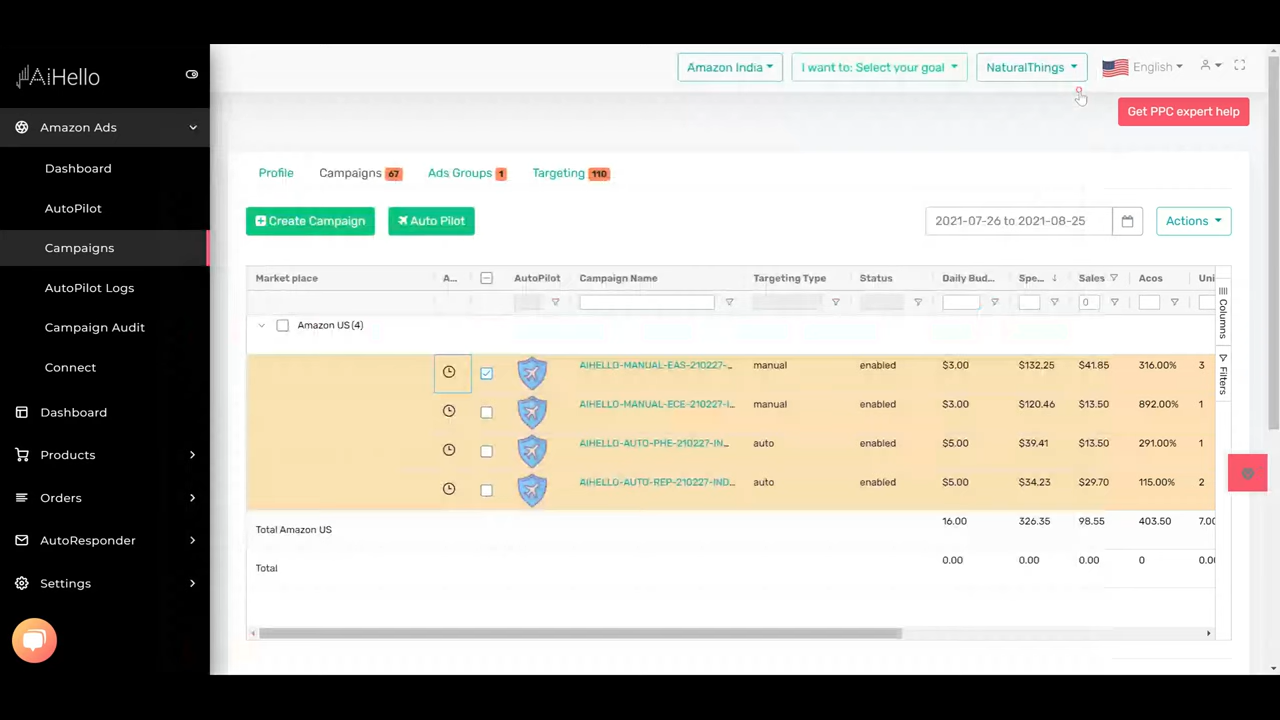 AiHello
Amazon India
I want to: Select your goal
NaturalThings
English
Get PPC expert help
Amazon Ads
Dashboard
AutoPilot
Campaigns
AutoPilot Logs
Campaign Audit
Connect
Dashboard
Products
Orders
AutoResponder
Settings
Profile
Campaigns 67
Ads Groups 1
Targeting 110
Create Campaign
Auto Pilot
2021-07-26 to 2021-08-25
Actions
Market place A... AutoPilot Campaign Name Targeting Type Status Daily Bud... Spe... Sales Acos Uni
0
Amazon US (4)
AIHELLO-MANUAL-EAS-210227-... manual enabled $3.00 $132.25 $41.85 316.00% 3
AIHELLO-MANUAL-ECE-210227-I... manual enabled $3.00 $120.46 $13.50 892.00% 1
AIHELLO-AUTO-PHE-210227-IN... auto enabled $5.00 $39.41 $13.50 291.00% 1
AIHELLO-AUTO-REP-210227-IND... auto enabled $5.00 $34.23 $29.70 115.00% 2
Total Amazon US 16.00 326.35 98.55 403.50 7.00
Total 0.00 0.00 0.00 0 0.00
Columns
Filters